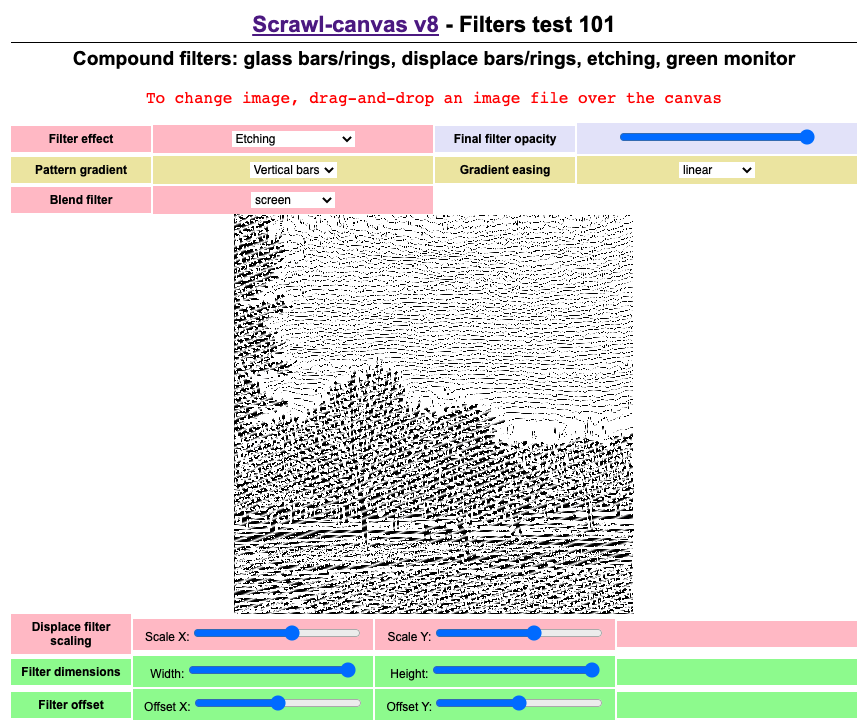 Scrawl-canvas v8 - Filters test 101
Compound filters: glass bars/rings, displace bars/rings, etching, green monitor
To change image, drag-and-drop an image file over the canvas
Filter effect Etching Final filter opacity
Pattern gradient Vertical bars Gradient easing linear
Blend filter screen
Displace filter
scaling
Scale X: Scale Y:
Filter dimensions Width: Height:
Filter offset Offset X: Offset Y: